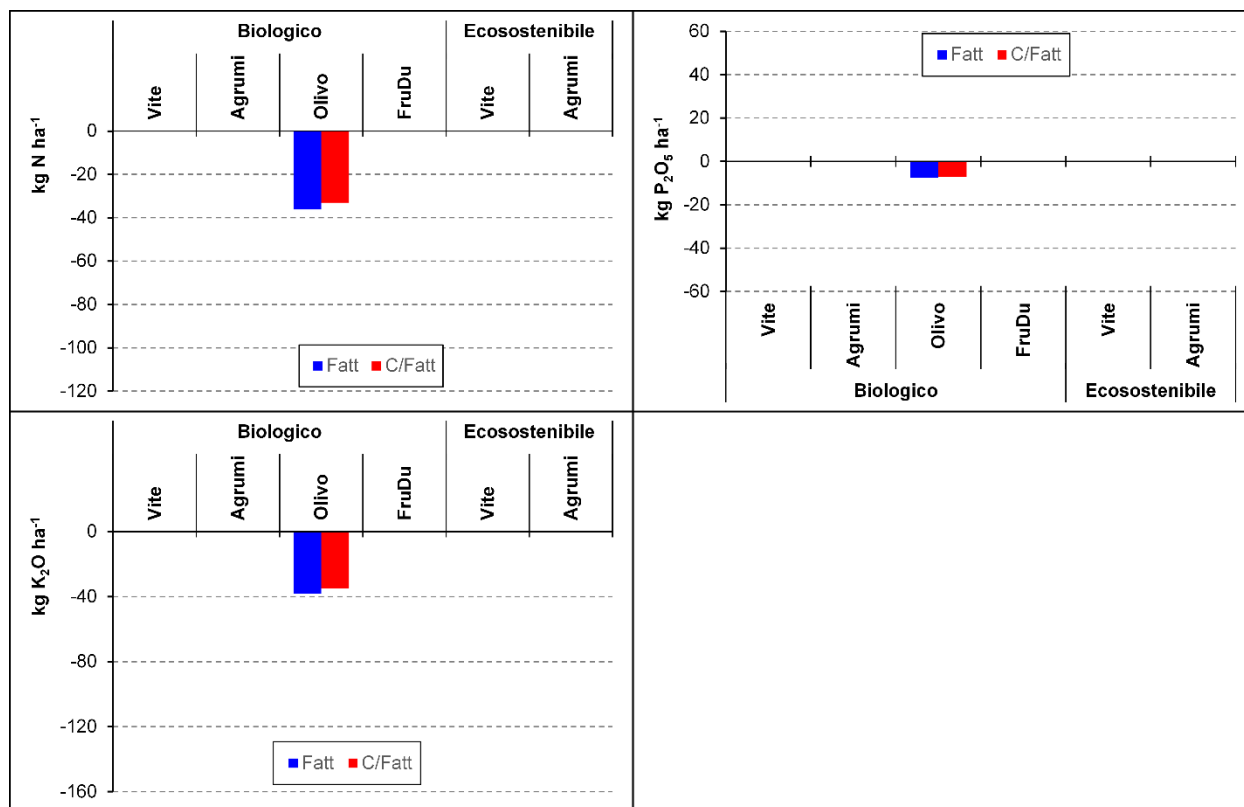 Biologico Ecosostenibile
Vite Agrumi Olivo FruDu Vite Agrumi
kg N ha-1
0
-20
-40
-60
-80
-100
-120
Fatt C/Fatt
kg P2O5 ha-1
60
40
20
0
-20
-40
-60
Fatt C/Fatt
Vite Agrumi Olivo FruDu Vite Agrumi
Biologico Ecosostenibile
Biologico Ecosostenibile
Vite Agrumi Olivo FruDu Vite Agrumi
kg K2O ha-1
0
-40
-80
-120
-160
Fatt C/Fatt